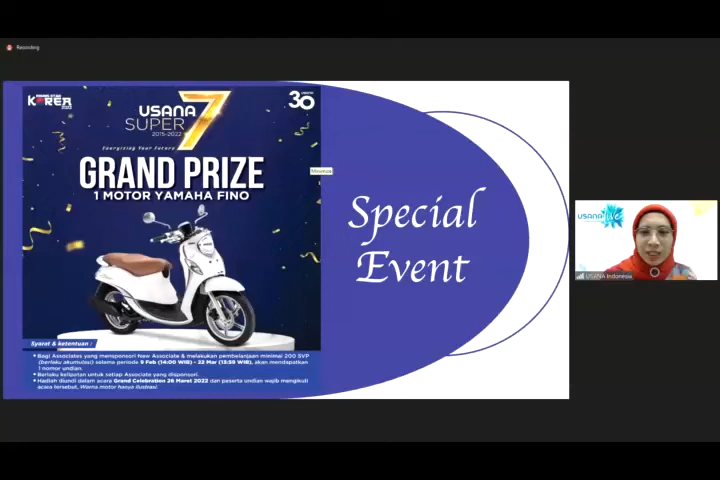 Recording
KOREA
USANA
SUPER 7
2015-2022
30
Energizing Your Future
GRAND PRIZE
1 MOTOR YAMAHA FINO
Minimize
Special
Event
USANA Live
USANA Indonesia
Syarat & ketentuan :
• Bagi Associates yang mensponsori New Associate & melakukan pembelanjaan minimal 200 SVP
(berlaku akumulasi) selama periode 9 Feb (14:00 WIB) - 22 Mar (13:59 WIB), akan mendapatkan
1 nomor undian.
• Berlaku kelipatan untuk setiap Associate yang disponsori.
• Hadiah diundi dalam acara Grand Celebration 26 Maret 2022 dan peserta undian wajib mengikuti
acara tersebut, Warna motor hanya ilustrasi.